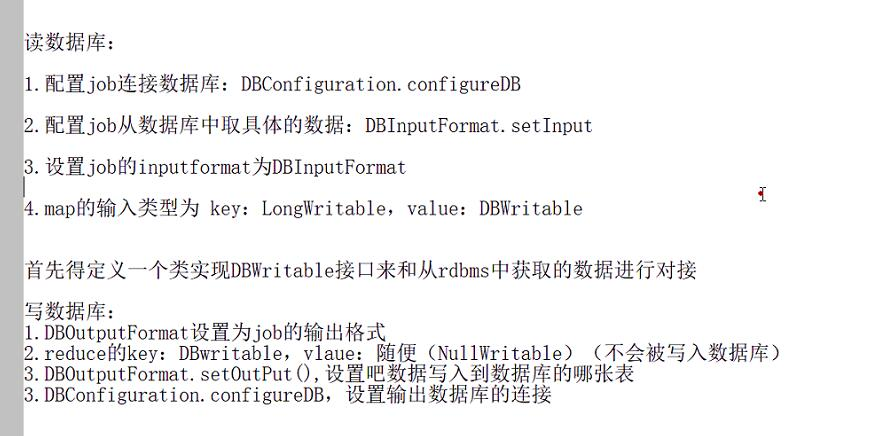 读数据库：
1.配置job连接数据库：DBConfiguration.configureDB
2.配置job从数据库中取具体的数据：DBInputFormat.setInput
3.设置job的inputformat为DBInputFormat
4.map的输入类型为 key：LongWritable，value：DBWritable
首先得定义一个类实现DBWritable接口来和从rdbms中获取的数据进行对接
写数据库：
1.DBOutputFormat设置为job的输出格式
2.reduce的key：DBwritable，vlaue：随便（NullWritable）（不会被写入数据库）
3.DBOutputFormat.setOutPut(),设置吧数据写入到数据库的哪张表
3.DBConfiguration.configureDB，设置输出数据库的连接